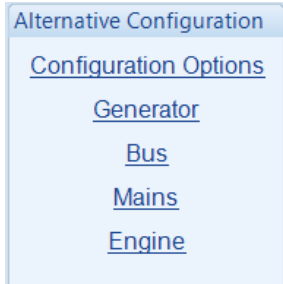 Alternative Configuration
Configuration Options
Generator
Bus
Mains
Engine